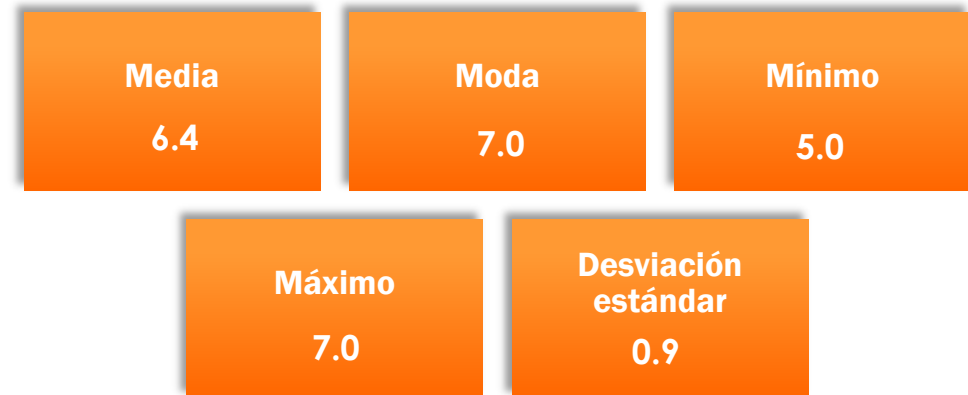 Media
6.4
Moda
7.0
Mínimo
5.0
Máximo
7.0
Desviación
estándar
0.9